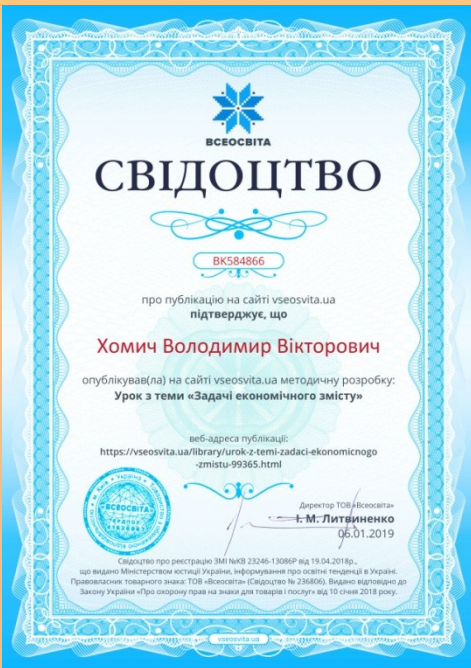 ВСЕОСВІТА
СВІДОЦТВО
ВК584866
про публікацію на сайті vseosvita.ua
підтверджує, що
Хомич Володимир Вікторович
опублікував(ла) на сайті vseosvita.ua методичну розробку:
Урок з теми «Задачі економічного змісту»
веб-адреса публікації:
https://vseosvita.ua/library/urok-z-temi-zadaci-ekonomicnogo
-zmistu-99365.html
Директор ТОВ «Всеосвіта»
І. М. Литвиненко
06.01.2019
ВСЕОСВІТА
Свідоцтво про реєстрацію ЗМІ №КВ 23246-13086Р від 19.04.2018р.,
що видано Міністерством юстиції України, інформування про освітні тенденції в Україні.
Правовласник товарного знака: ТОВ «Всеосвіта» (Свідоцтво № 236806). Видано відповідно до
Закону України «Про охорону прав на знаки для товарів і послуг» від 10 січня 2018 року.
vseosvita.ua